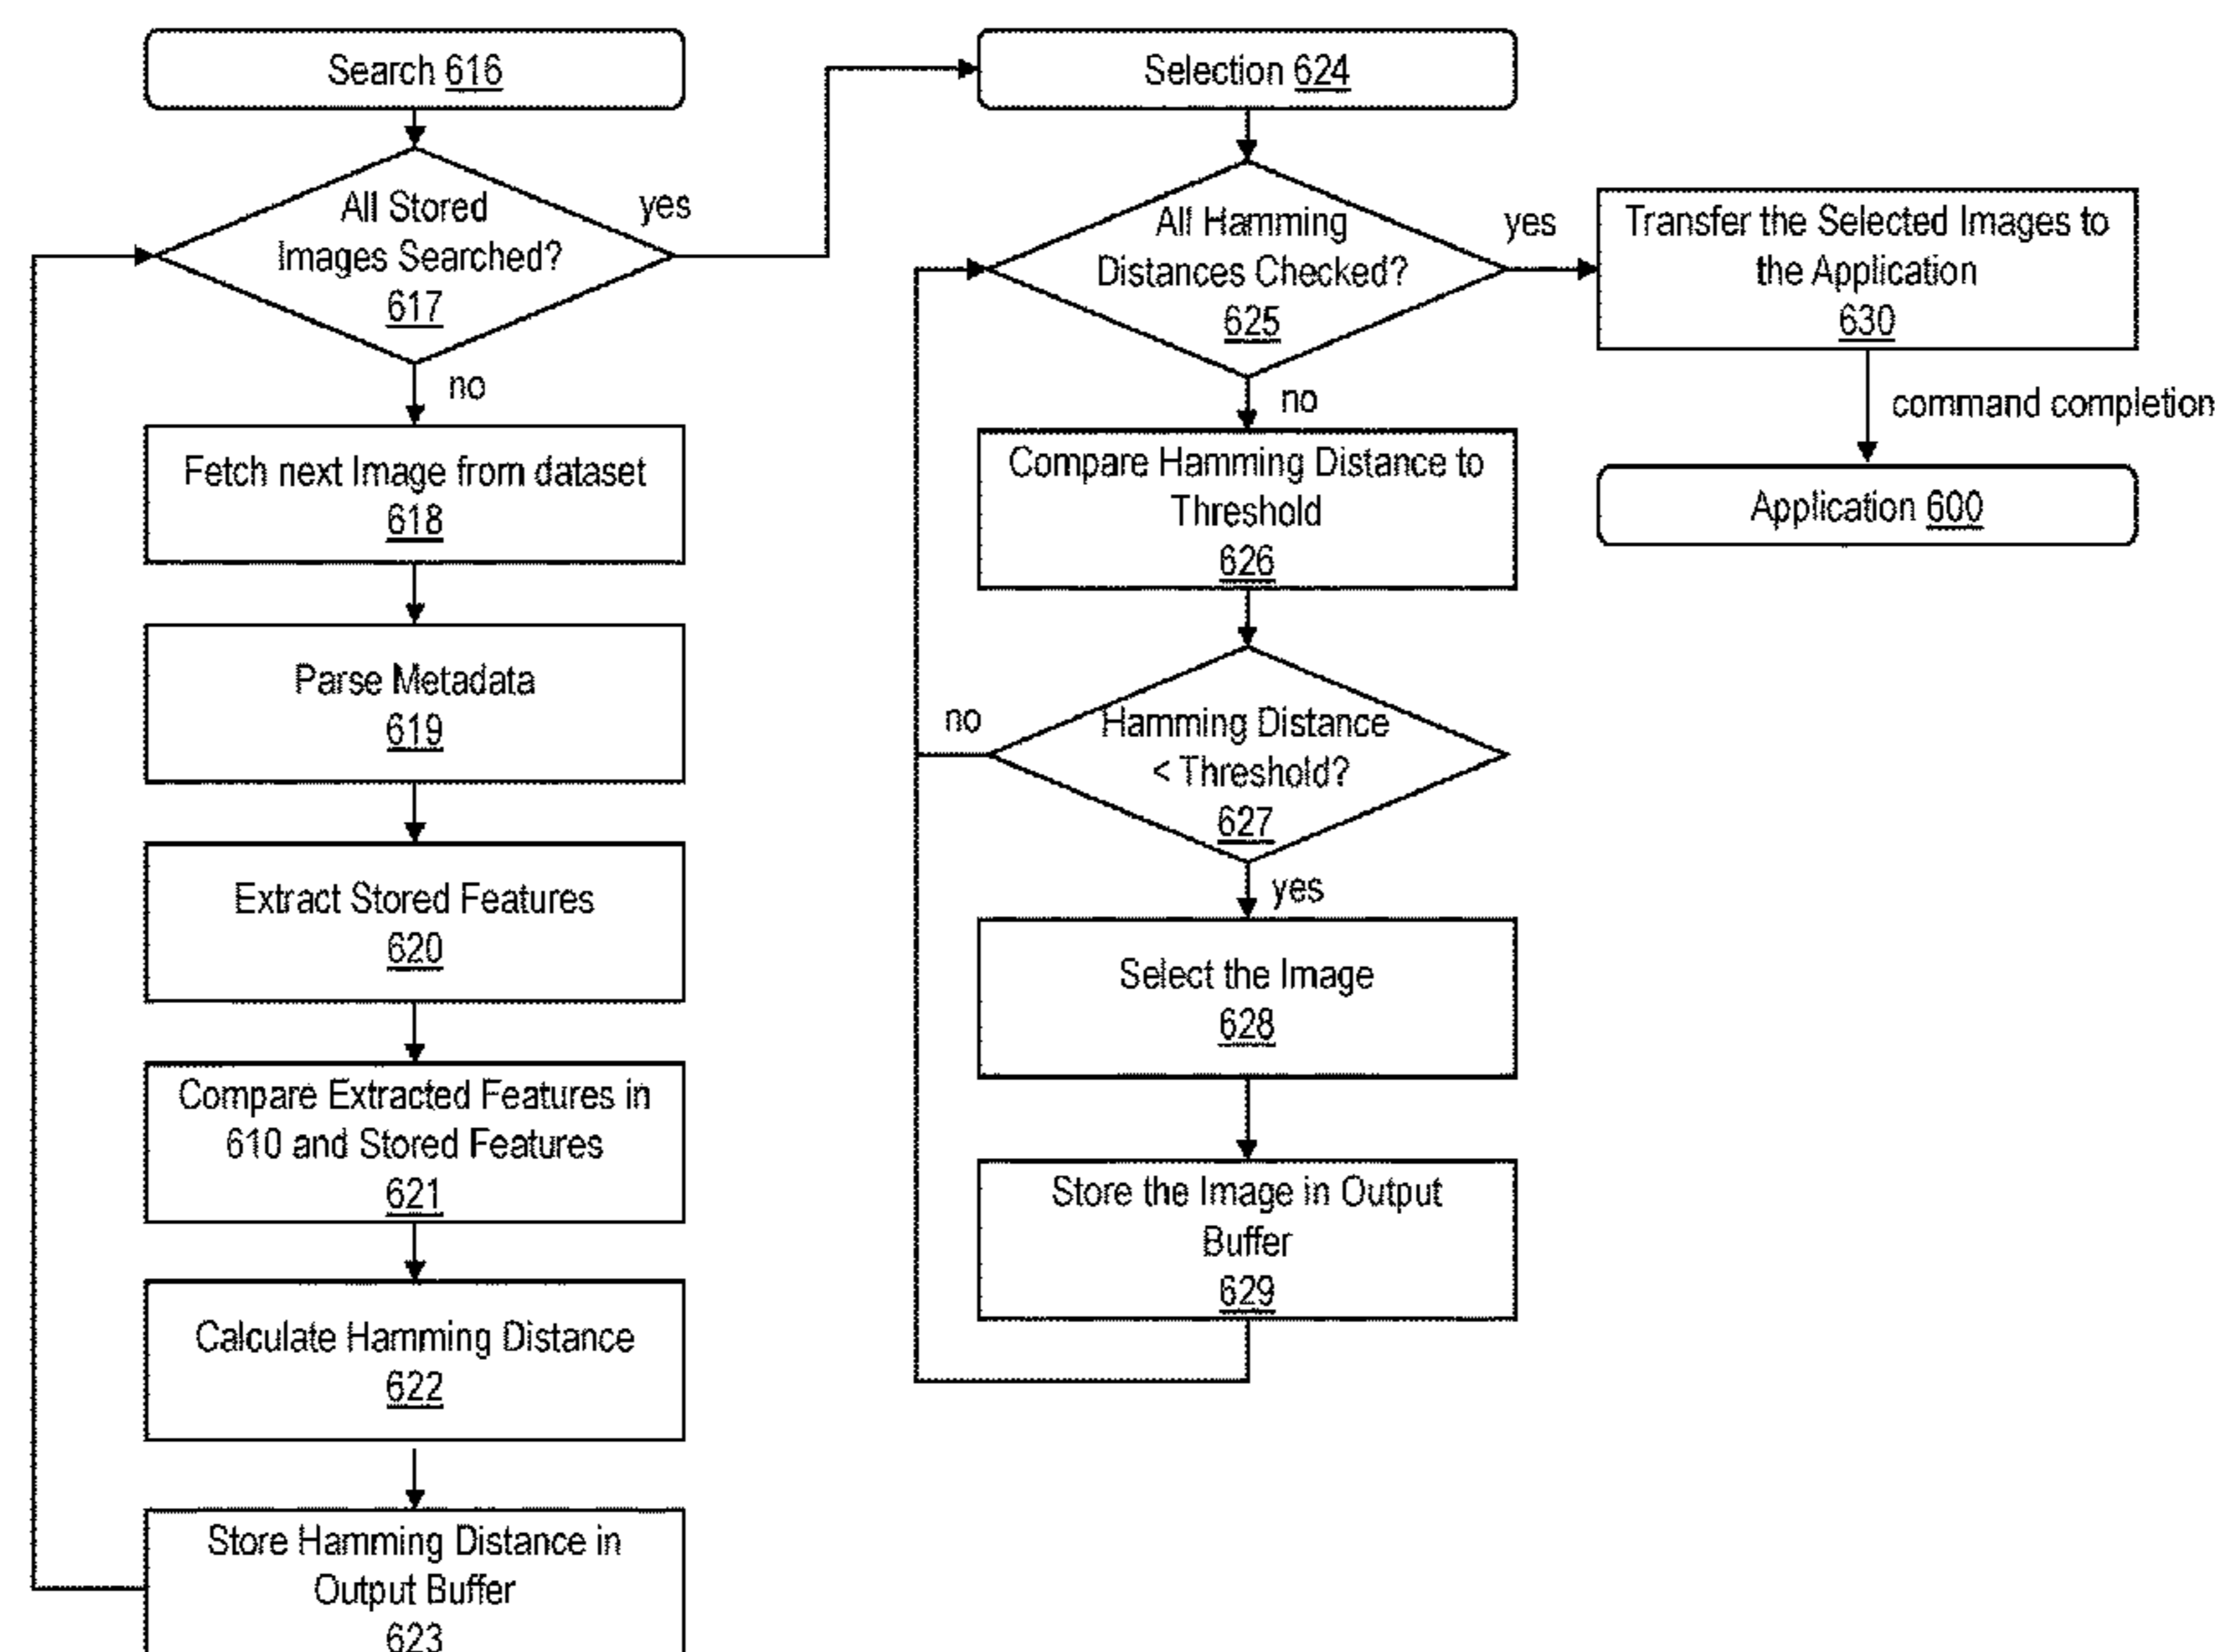 Search 616
All Stored
Images Searched?
617
yes
no
Fetch next Image from dataset
618
Parse Metadata
619
Extract Stored Features
620
Compare Extracted Features in
610 and Stored Features
621
Calculate Hamming Distance
622
Store Hamming Distance in
Output Buffer
623
Selection 624
All Hamming
Distances Checked?
625
yes
no
Compare Hamming Distance to
Threshold
626
Hamming Distance
< Threshold?
627
no
yes
Select the Image
628
Store the Image in Output
Buffer
629
Transfer the Selected Images to
the Application
630
command completion
Application 600